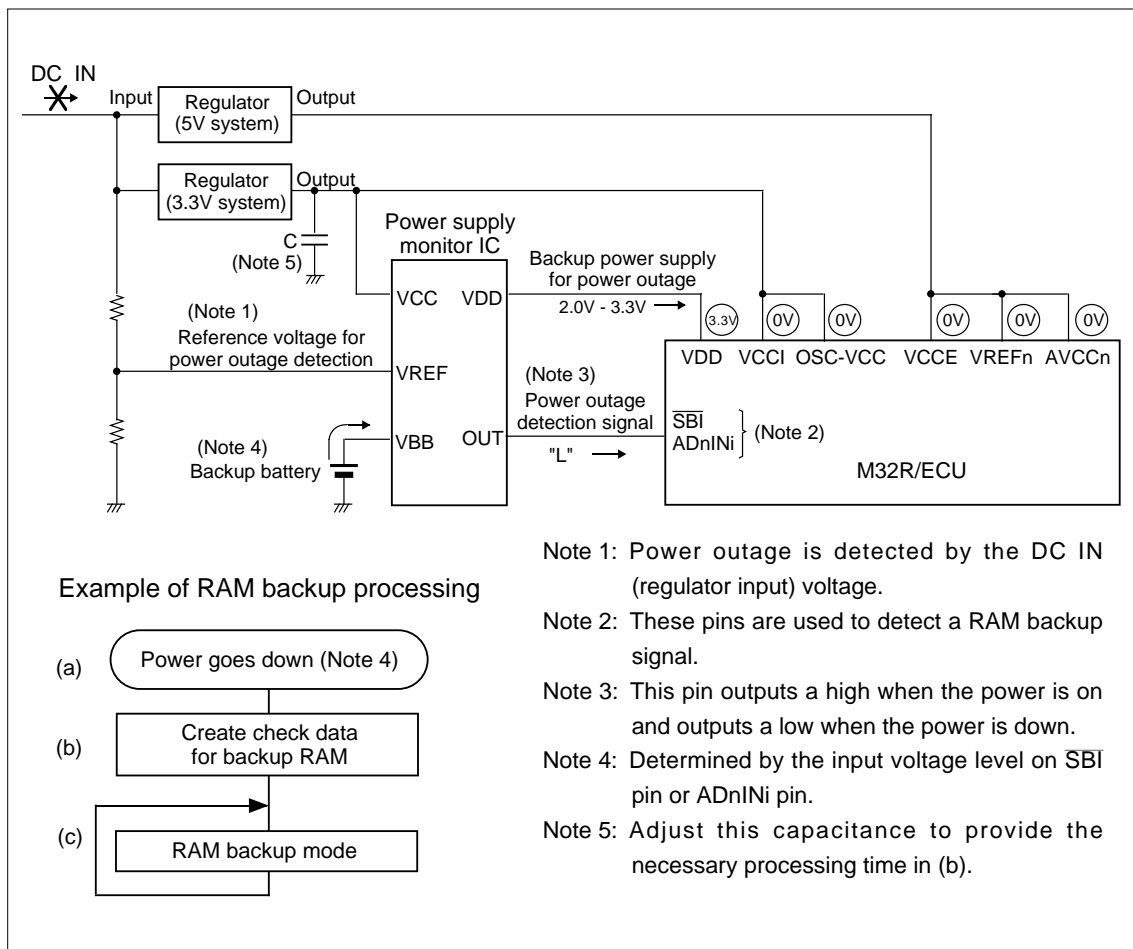 DC IN
Input
Regulator
(5V system)
Output
Regulator
(3.3V system)
Output
C
(Note 5)
Power supply
monitor IC
VCC
VDD
VREF
VBB
OUT
(Note 1)
Reference voltage for
power outage detection
(Note 4)
Backup battery
Backup power supply
for power outage
2.0V - 3.3V
(Note 3)
Power outage
detection signal
"L"
3.3V
0V
0V
0V
0V
0V
VDD
VCCI
OSC-VCC
VCCE
VREFn
AVCCn
SBI
ADnINi
(Note 2)
M32R/ECU
Example of RAM backup processing
(a)
Power goes down (Note 4)
(b)
Create check data
for backup RAM
(c)
RAM backup mode
Note 1: Power outage is detected by the DC IN
(regulator input) voltage.
Note 2: These pins are used to detect a RAM backup
signal.
Note 3: This pin outputs a high when the power is on
and outputs a low when the power is down.
Note 4: Determined by the input voltage level on SBI
pin or ADnINi pin.
Note 5: Adjust this capacitance to provide the
necessary processing time in (b).